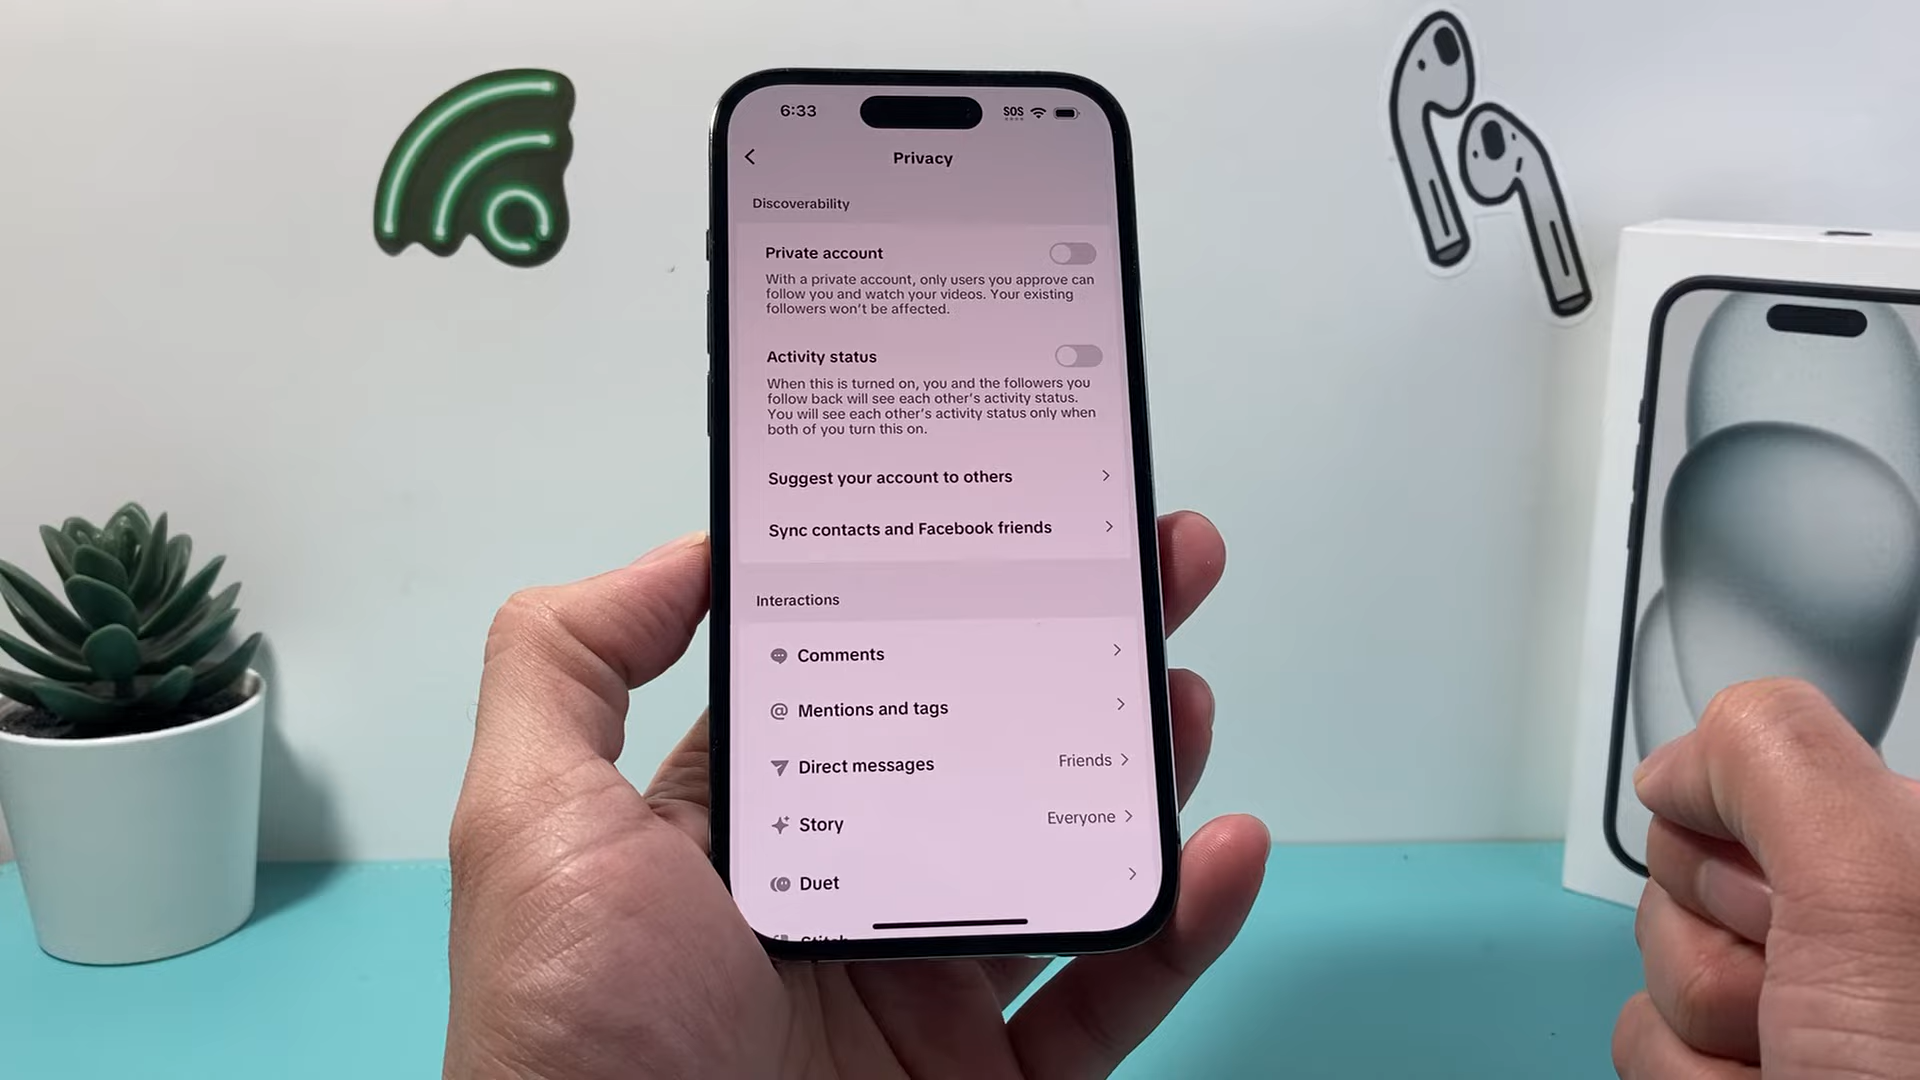 6:33 SOS
Privacy
Discoverability
Private account
With a private account, only users you approve can
follow you and watch your videos. Your existing
followers won't be affected.
Activity status
When this is turned on, you and the followers you
follow back will see each other's activity status.
You will see each other's activity status only when
both of you turn this on.
Suggest your account to others
Sync contacts and Facebook friends
Interactions
Comments
Mentions and tags
Direct messages Friends
Story Everyone
Duet
Stitch